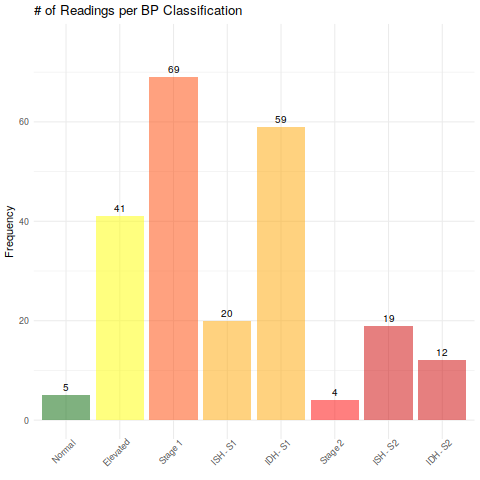 # of Readings per BP Classification
Frequency
60
40
20
0
5
41
69
20
59
4
19
12
Normal
Elevated
Stage 1
ISH - S1
IDH - S1
Stage 2
ISH - S2
IDH - S2